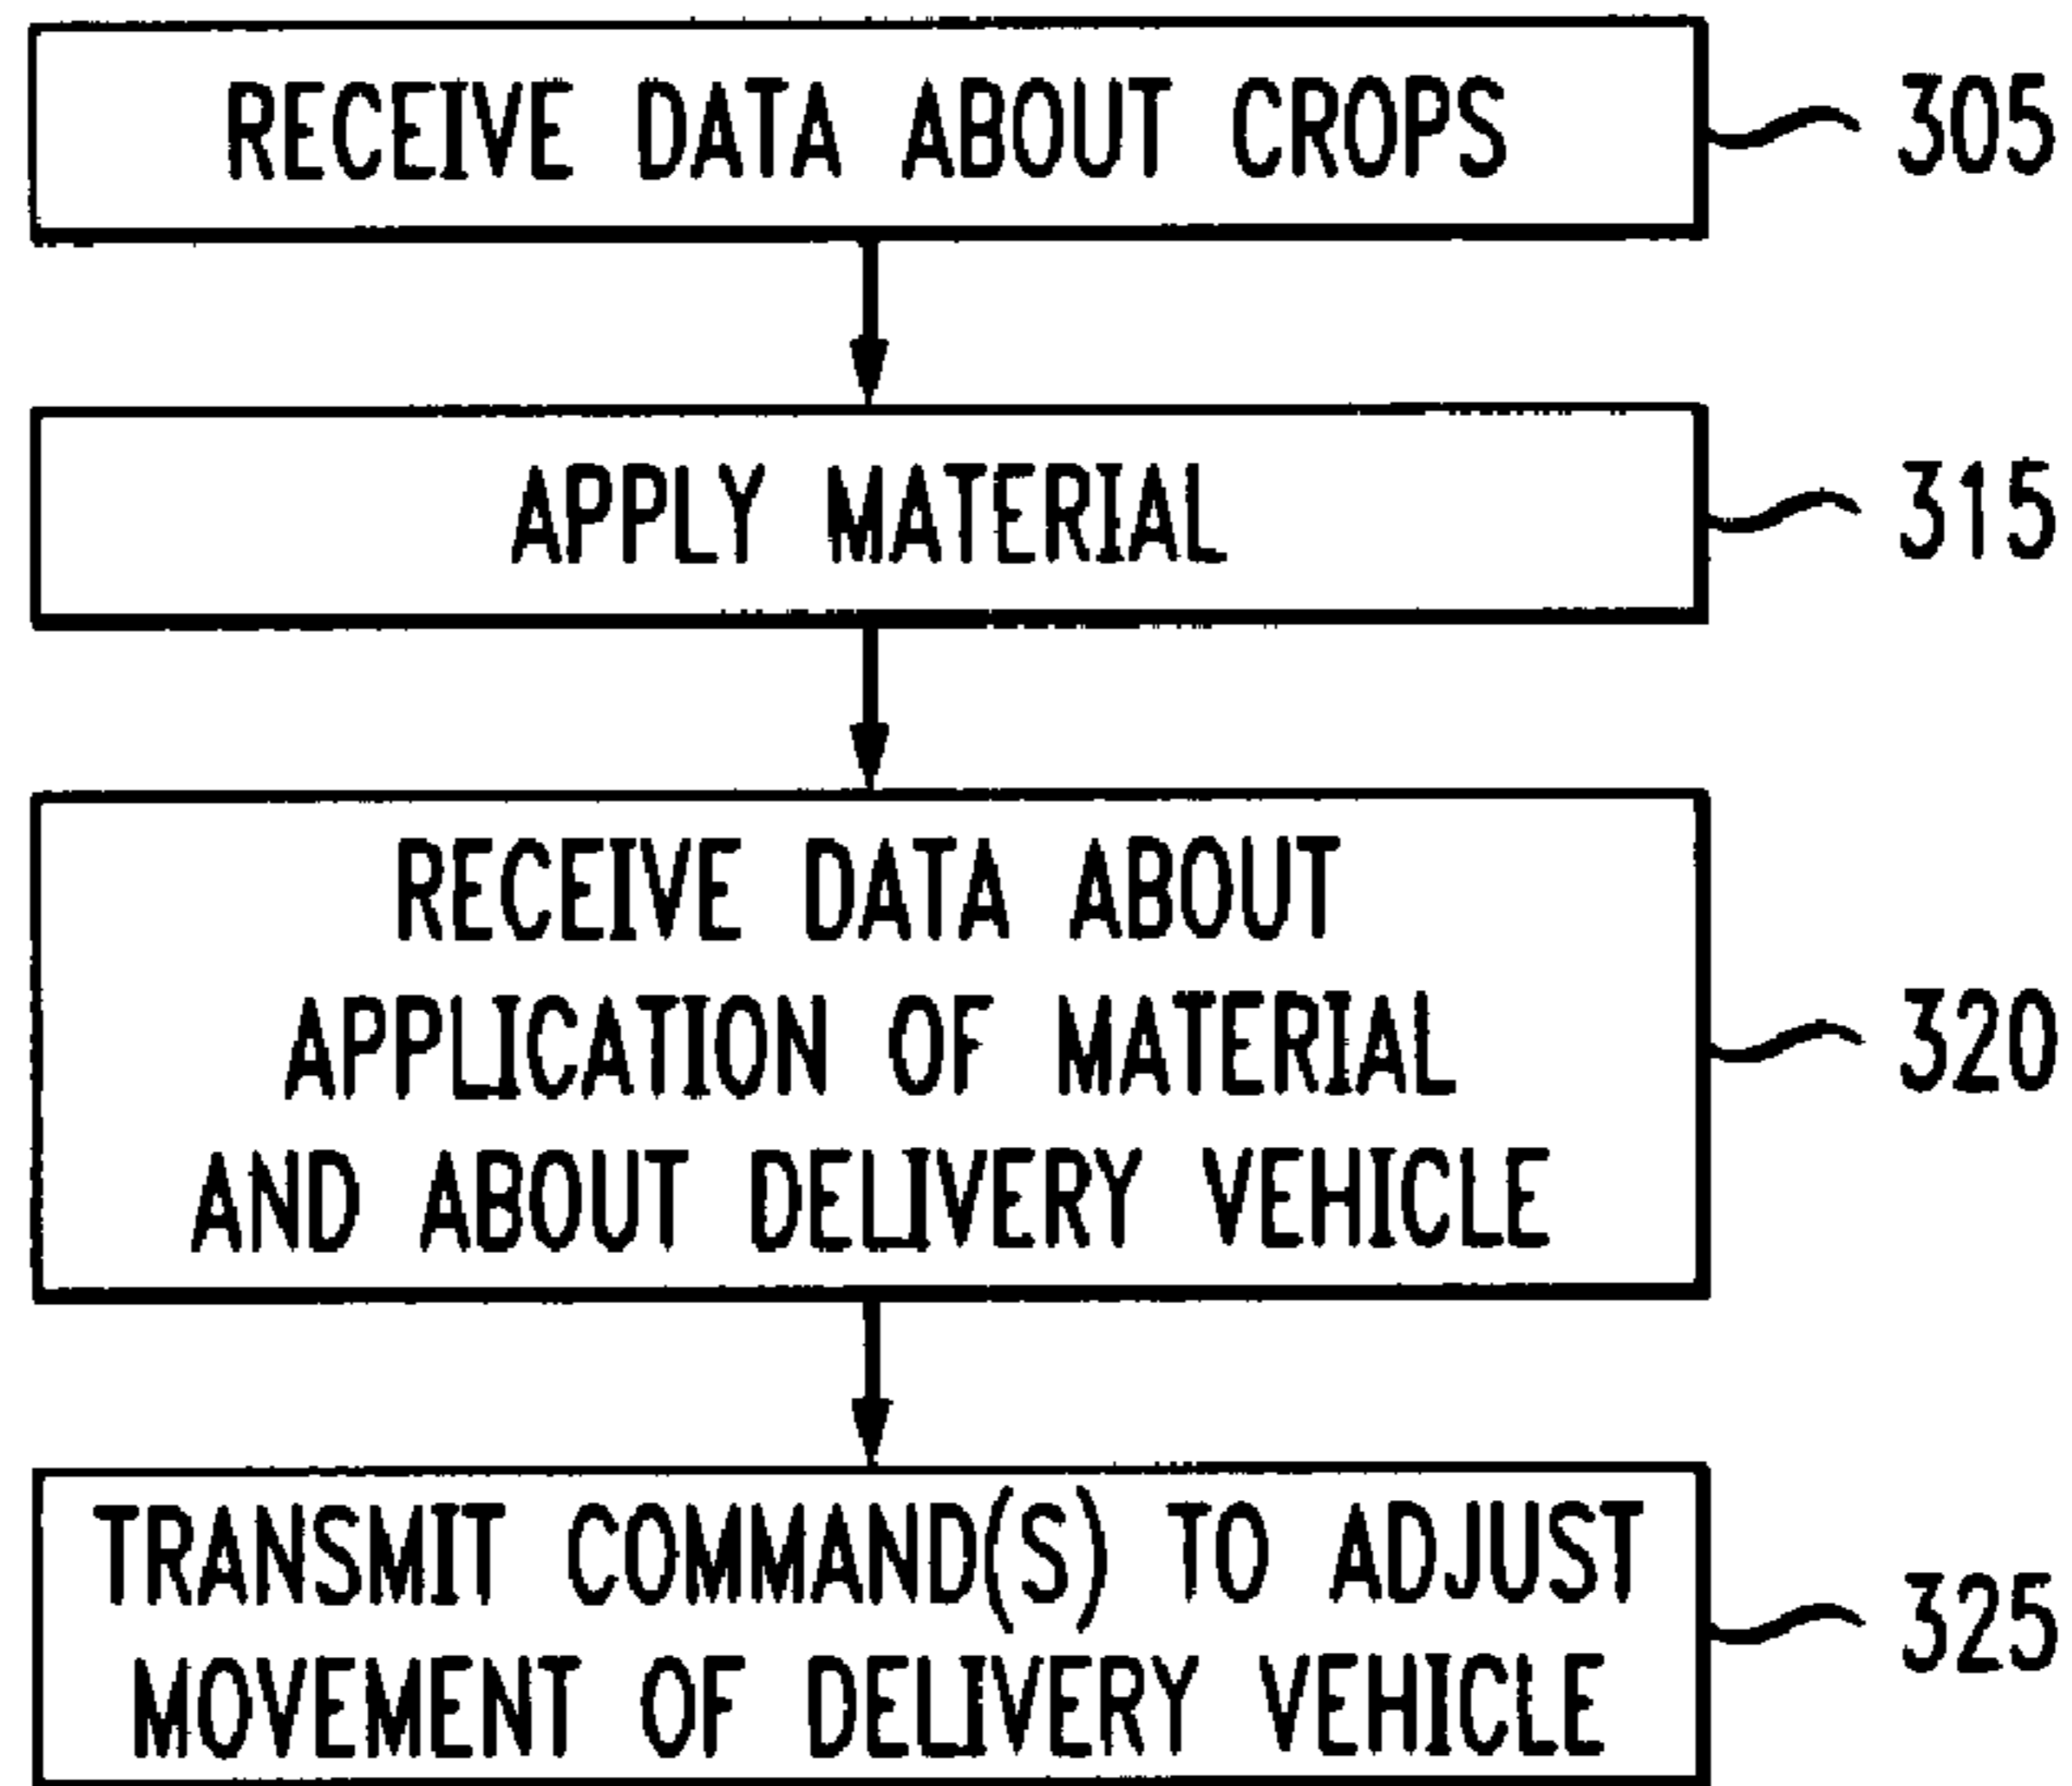 RECEIVE DATA ABOUT CROPS
305
APPLY MATERIAL
315
RECEIVE DATA ABOUT
APPLICATION OF MATERIAL
AND ABOUT DELIVERY VEHICLE
320
TRANSMIT COMMAND(S) TO ADJUST
MOVEMENT OF DELIVERY VEHICLE
325